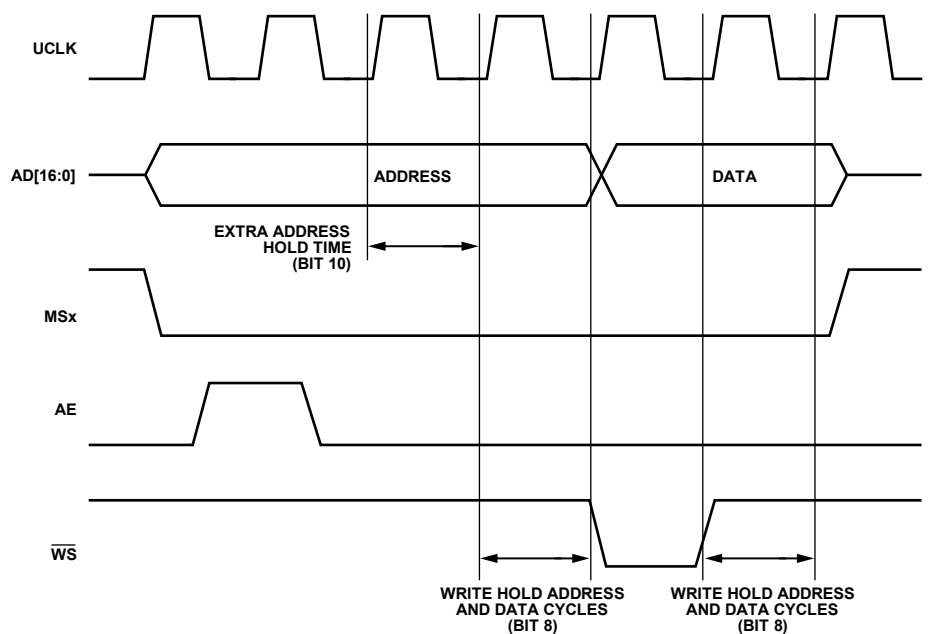 UCLK
AD[16:0]
ADDRESS
DATA
EXTRA ADDRESS
HOLD TIME
(BIT 10)
MSx
AE
WS
WRITE HOLD ADDRESS
AND DATA CYCLES
(BIT 8)
WRITE HOLD ADDRESS
AND DATA CYCLES
(BIT 8)